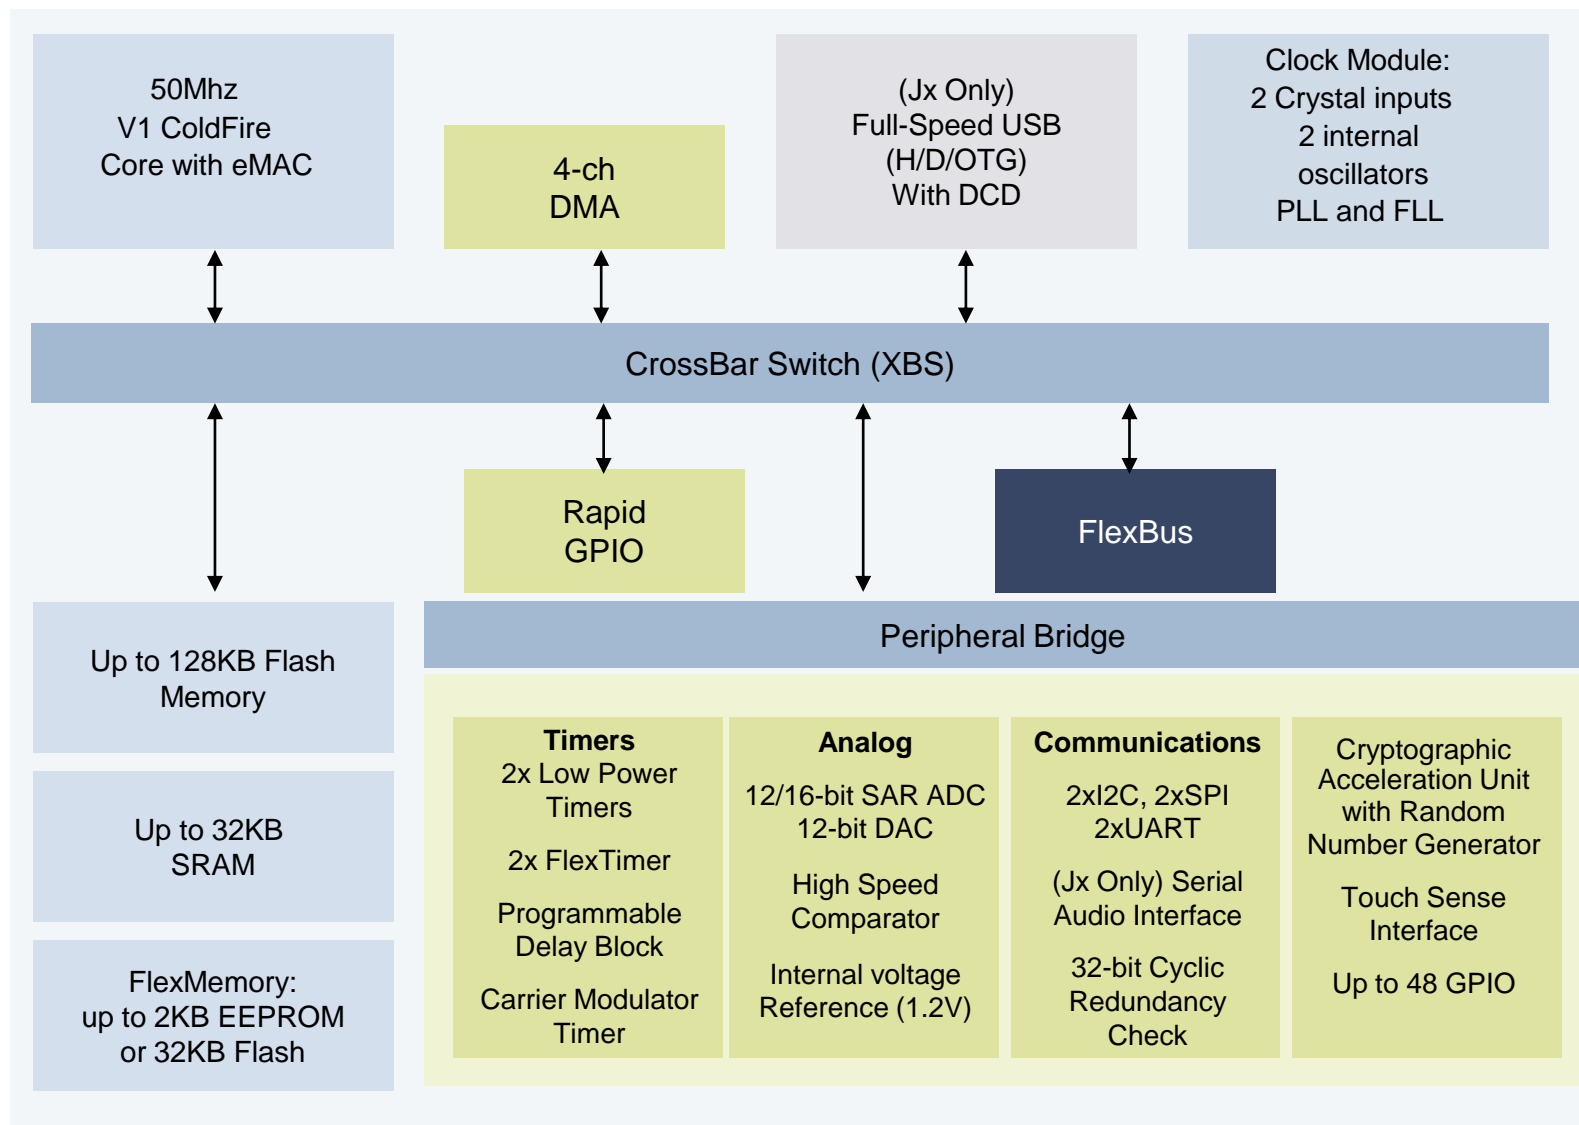 50Mhz
V1 ColdFire
Core with eMAC
4-ch
DMA
(Jx Only)
Full-Speed USB
(H/D/OTG)
With DCD
Clock Module:
2 Crystal inputs
2 internal
oscillators
PLL and FLL
CrossBar Switch (XBS)
Rapid
GPIO
FlexBus
Up to 128KB Flash
Memory
Up to 32KB
SRAM
FlexMemory:
up to 2KB EEPROM
or 32KB Flash
Peripheral Bridge
Timers
2x Low Power
Timers
2x FlexTimer
Programmable
Delay Block
Carrier Modulator
Timer
Analog
12/16-bit SAR ADC
12-bit DAC
High Speed
Comparator
Internal voltage
Reference (1.2V)
Communications
2xI2C, 2xSPI
2xUART
(Jx Only) Serial
Audio Interface
32-bit Cyclic
Redundancy
Check
Cryptographic
Acceleration Unit
with Random
Number Generator
Touch Sense
Interface
Up to 48 GPIO